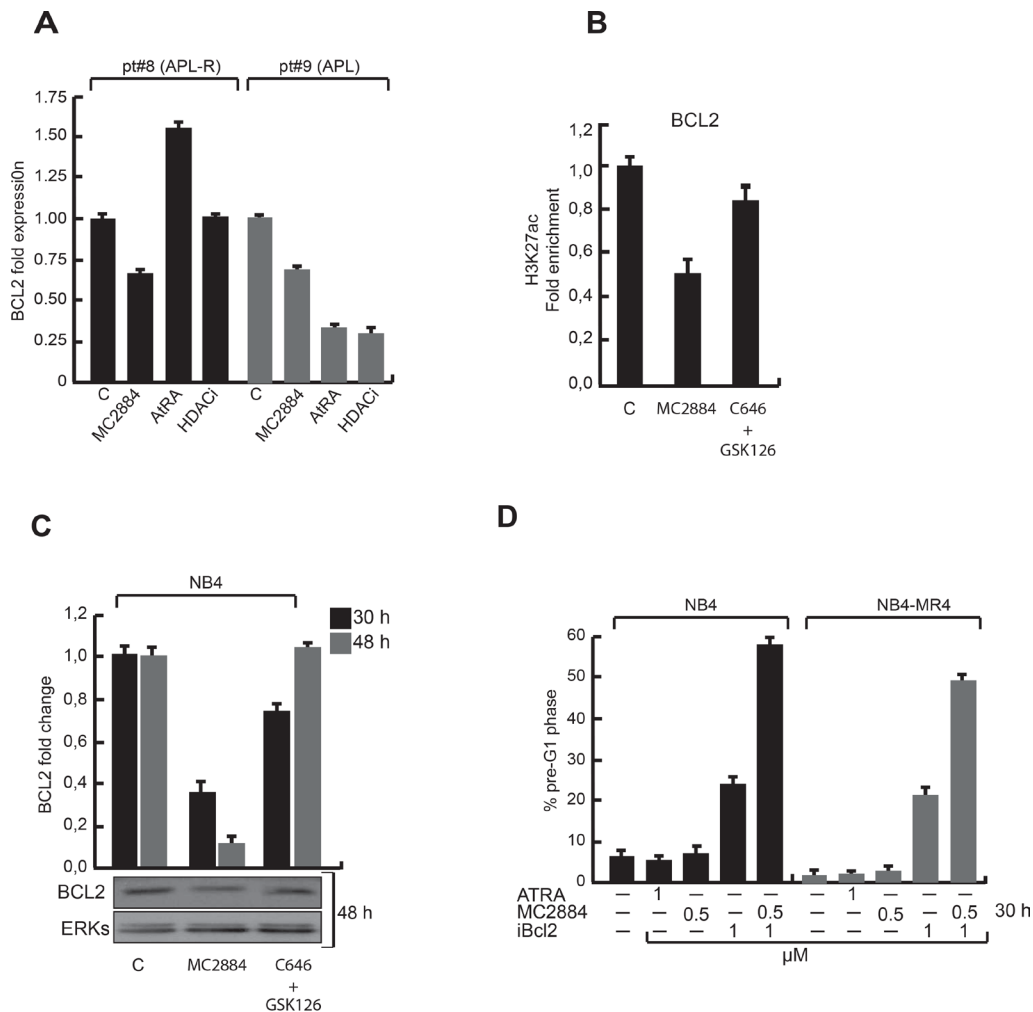 A
pt#8 (APL-R)
pt#9 (APL)
BCL2 fold expressi0n
1.75
1.50
1.25
1.00
0.75
0.50
0.25
0
C
MC2884
AtRA
HDACi
C
MC2884
AtRA
HDACi
B
BCL2
H3K27ac
Fold enrichment
1,2
1,0
0,8
0,6
0,4
0,2
0,0
C
MC2884
C646
+
GSK126
C
NB4
30 h
48 h
BCL2 fold change
1,2
1,0
0,8
0,6
0,4
0,2
0,0
BCL2
ERKs
48 h
C
MC2884
C646
+
GSK126
D
NB4
NB4-MR4
% pre-G1 phase
60
50
40
30
20
10
0
ATRA – 1 – – – – 1 – – –
MC2884 – – 0.5 – 0.5 – – 0.5 – 0.5 30 h
iBcl2 – – – 1 1 – – – 1 1
µM